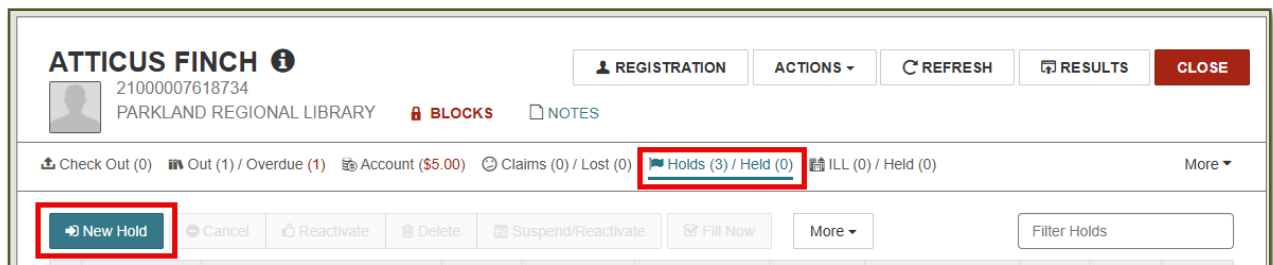 ATTICUS FINCH
REGISTRATION ACTIONS REFRESH RESULTS CLOSE
21000007618734
PARKLAND REGIONAL LIBRARY BLOCKS NOTES
Check Out (0) Out (1) / Overdue (1) Account ($5.00) Claims (0) / Lost (0) Holds (3) / Held (0) ILL (0) / Held (0) More
New Hold Cancel Reactivate Delete Suspend/Reactivate Fill Now More Filter Holds